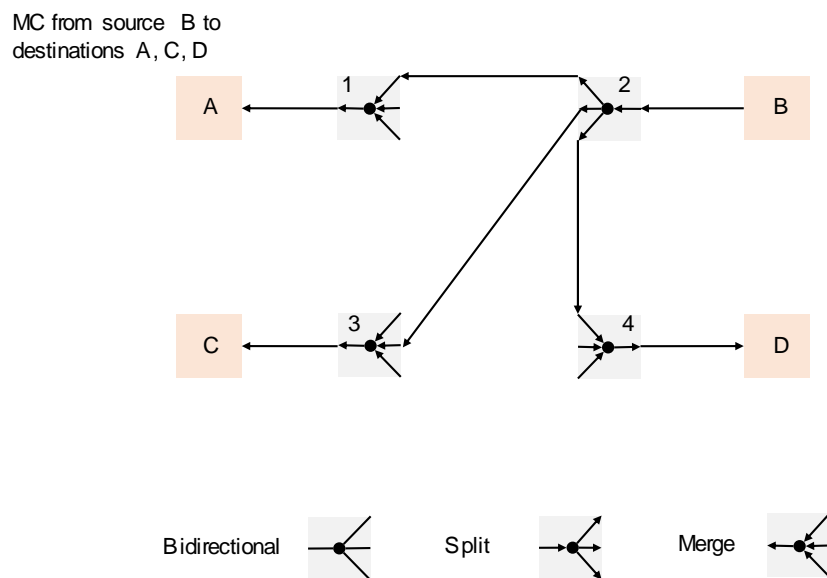 MC from source B to
destinations A, C, D
1
2
A
B
3
4
C
D
Bidirectional
Split
Merge